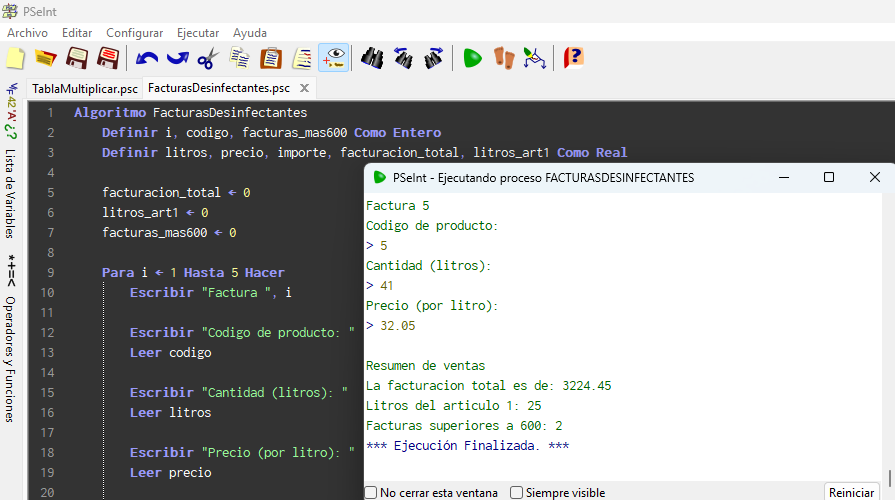 PSeInt
Archivo Editar Configurar Ejecutar Ayuda
TablaMultiplicar.psc FacturasDesinfectantes.psc
Lista de Variables
*+=<
Operadores y Funciones
1 Algoritmo FacturasDesinfectantes
2 Definir i, codigo, facturas_mas600 Como Entero
3 Definir litros, precio, importe, facturacion_total, litros_art1 Como Real
4
5 facturacion_total ← 0
6 litros_art1 ← 0
7 facturas_mas600 ← 0
8
9 Para i ← 1 Hasta 5 Hacer
10 Escribir "Factura ", i
11
12 Escribir "Codigo de producto: "
13 Leer codigo
14
15 Escribir "Cantidad (litros): "
16 Leer litros
17
18 Escribir "Precio (por litro): "
19 Leer precio
20
PSeInt - Ejecutando proceso FACTURASDESINFECTANTES
Factura 5
Codigo de producto:
> 5
Cantidad (litros):
> 41
Precio (por litro):
> 32.05
Resumen de ventas
La facturacion total es de: 3224.45
Litros del articulo 1: 25
Facturas superiores a 600: 2
*** Ejecución Finalizada. ***
No cerrar esta ventana Siempre visible Reiniciar